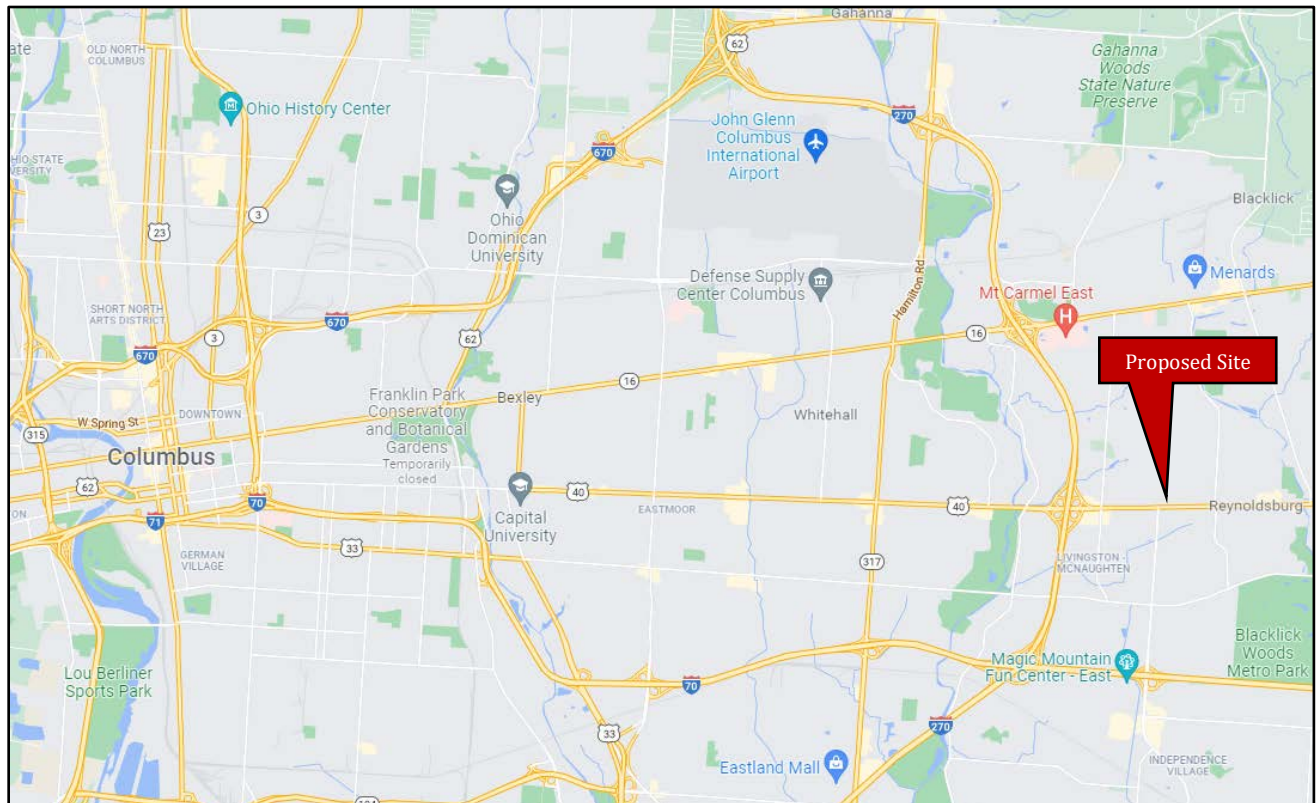 Gahanna
ate
OLD NORTH
COLUMBUS
62
Gahanna
Woods
State Nature
Preserve
Ohio History Center
John Glenn
Columbus
International
Airport
270
670
HIO STATE
VERSITY
3
Ohio
Dominican
University
Blacklick
23
Defense Supply
Center Columbus
Hamilton Rd
Menards
Mt Carmel East
H
SHORT NORTH
ARTS DISTRICT
670
62
16
3
670
Proposed Site
16
Franklin Park
Conservatory
and Botanical
Gardens
Temporarily
closed
Bexley
Whitehall
DOWNTOWN
W Spring St
315
Columbus
62
40
EASTMOOR
40
Reynoldsburg
70
71
Capital
University
33
GERMAN
VILLAGE
317
LIVINGSTON -
MCNAUGHTEN
Lou Berliner
Sports Park
Magic Mountain
Fun Center - East
Blacklick
Woods
Metro Park
70
270
33
Eastland Mall
INDEPENDENCE
VILLAGE